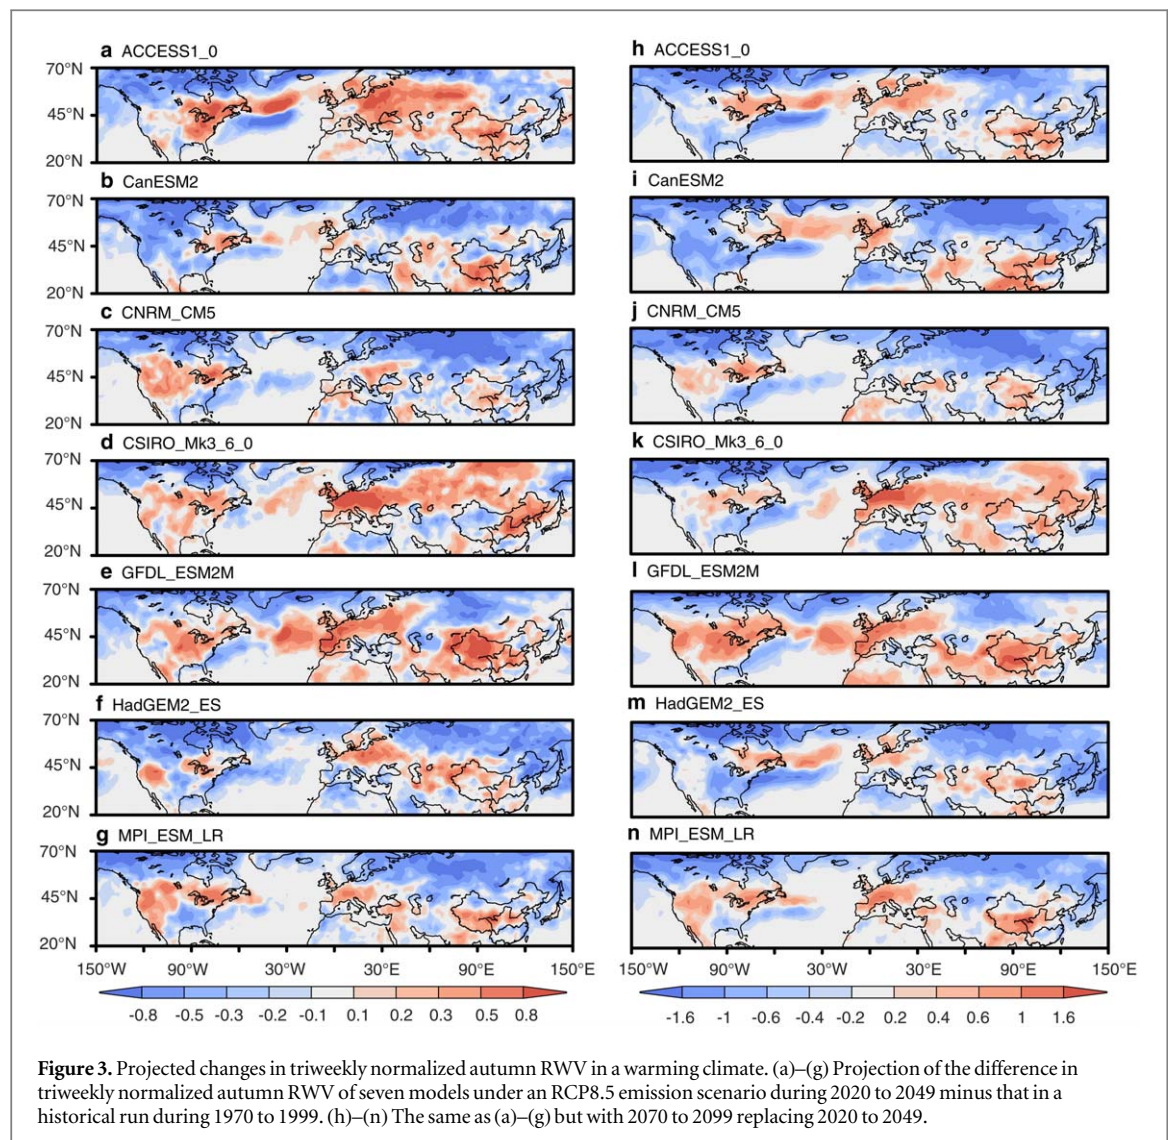 a ACCESS1_0
70°N
45°N
20°N
b CanESM2
70°N
45°N
20°N
c CNRM_CM5
70°N
45°N
20°N
d CSIRO_Mk3_6_0
70°N
45°N
20°N
e GFDL_ESM2M
70°N
45°N
20°N
f HadGEM2_ES
70°N
45°N
20°N
g MPI_ESM_LR
70°N
45°N
20°N
150°W 90°W 30°W 30°E 90°E 150°E
-0.8 -0.5 -0.3 -0.2 -0.1 0.1 0.2 0.3 0.5 0.8
h ACCESS1_0
i CanESM2
j CNRM_CM5
k CSIRO_Mk3_6_0
l GFDL_ESM2M
m HadGEM2_ES
n MPI_ESM_LR
150°W 90°W 30°W 30°E 90°E 150°E
-1.6 -1 -0.6 -0.4 -0.2 0.2 0.4 0.6 1 1.6
Figure 3. Projected changes in triweekly normalized autumn RWV in a warming climate. (a)–(g) Projection of the difference in
triweekly normalized autumn RWV of seven models under an RCP8.5 emission scenario during 2020 to 2049 minus that in a
historical run during 1970 to 1999. (h)–(n) The same as (a)–(g) but with 2070 to 2099 replacing 2020 to 2049.